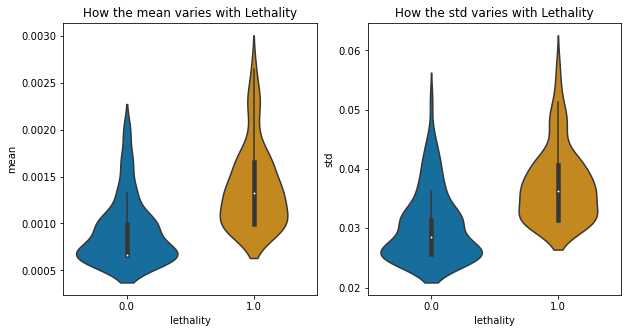 How the mean varies with Lethality
0.0030
0.0025
0.0020
0.0015
0.0010
0.0005
mean
0.0
1.0
lethality
How the std varies with Lethality
0.06
0.05
0.04
0.03
0.02
std
0.0
1.0
lethality